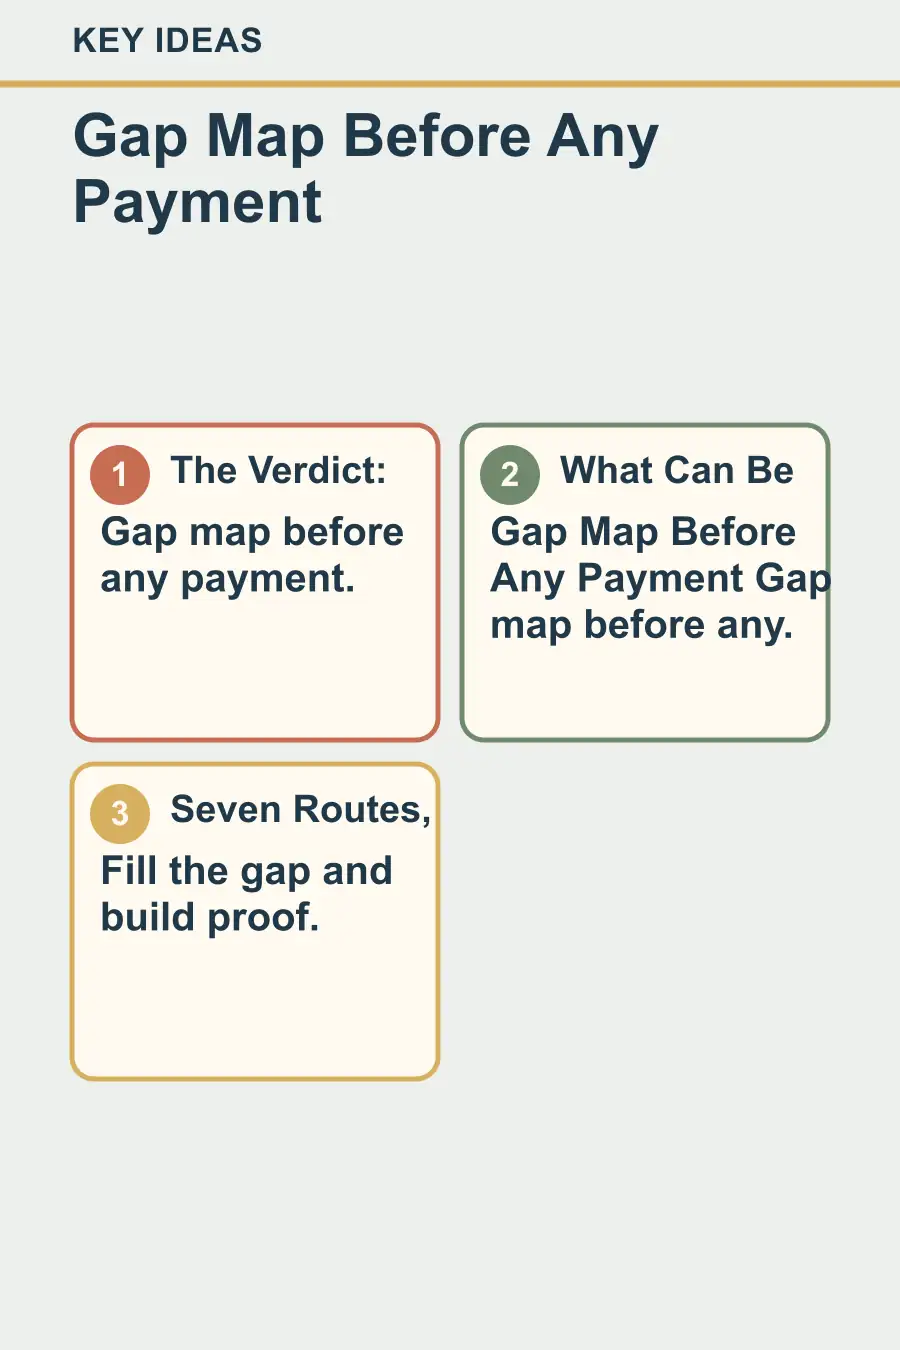 KEY IDEAS
Gap Map Before Any
Payment
1 The Verdict:
Gap map before
any payment.
2 What Can Be
Gap Map Before
Any Payment Gap
map before any.
3 Seven Routes,
Fill the gap and
build proof.